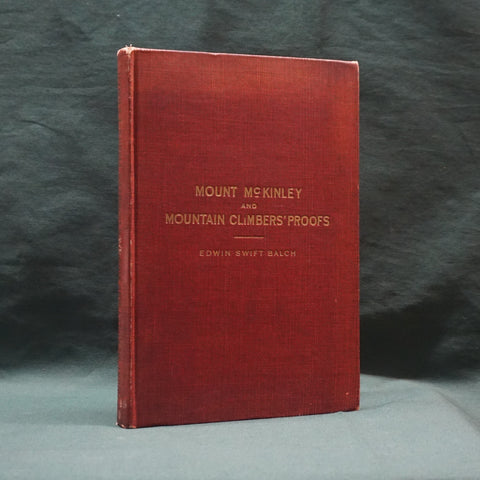 MOUNT McKINLEY
AND
MOUNTAIN CLiMBERS' PROOFS
EDWIN SWIFT BALCH